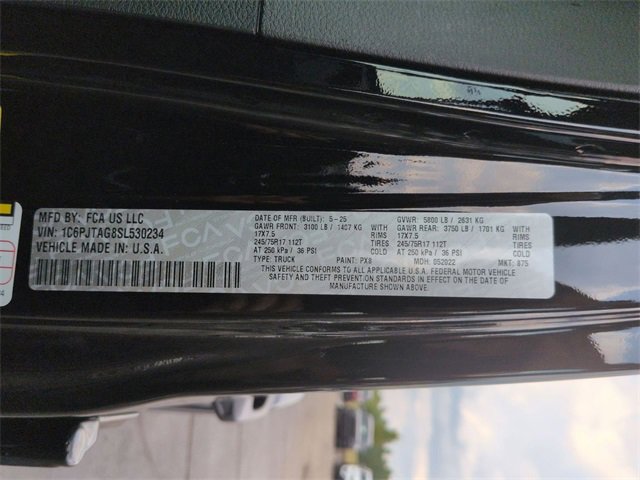 MFD BY: FCA US LLC
VIN: 1C6PJTAG8SL530234
VEHICLE MADE IN: U.S.A.
DATE OF MFR (BUILT): 5-25
GAWR FRONT: 3100 LB / 1407 KG WITH
17X7.5 RIMS
245/75R17 112T TIRES
AT 250 kPa / 36 PSI COLD
TYPE: TRUCK PAINT: PX8
GVWR: 5800 LB / 2631 KG
GAWR REAR: 3750 LB / 1701 KG WITH
17X7.5 RIMS
245/75R17 112T TIRES
AT 250 kPa / 36 PSI COLD
MDH: 052022 MKT: 875
THIS VEHICLE CONFORMS TO ALL APPLICABLE U.S.A. FEDERAL MOTOR VEHICLE
SAFETY AND THEFT PREVENTION STANDARDS IN EFFECT ON THE DATE OF
MANUFACTURE SHOWN ABOVE.